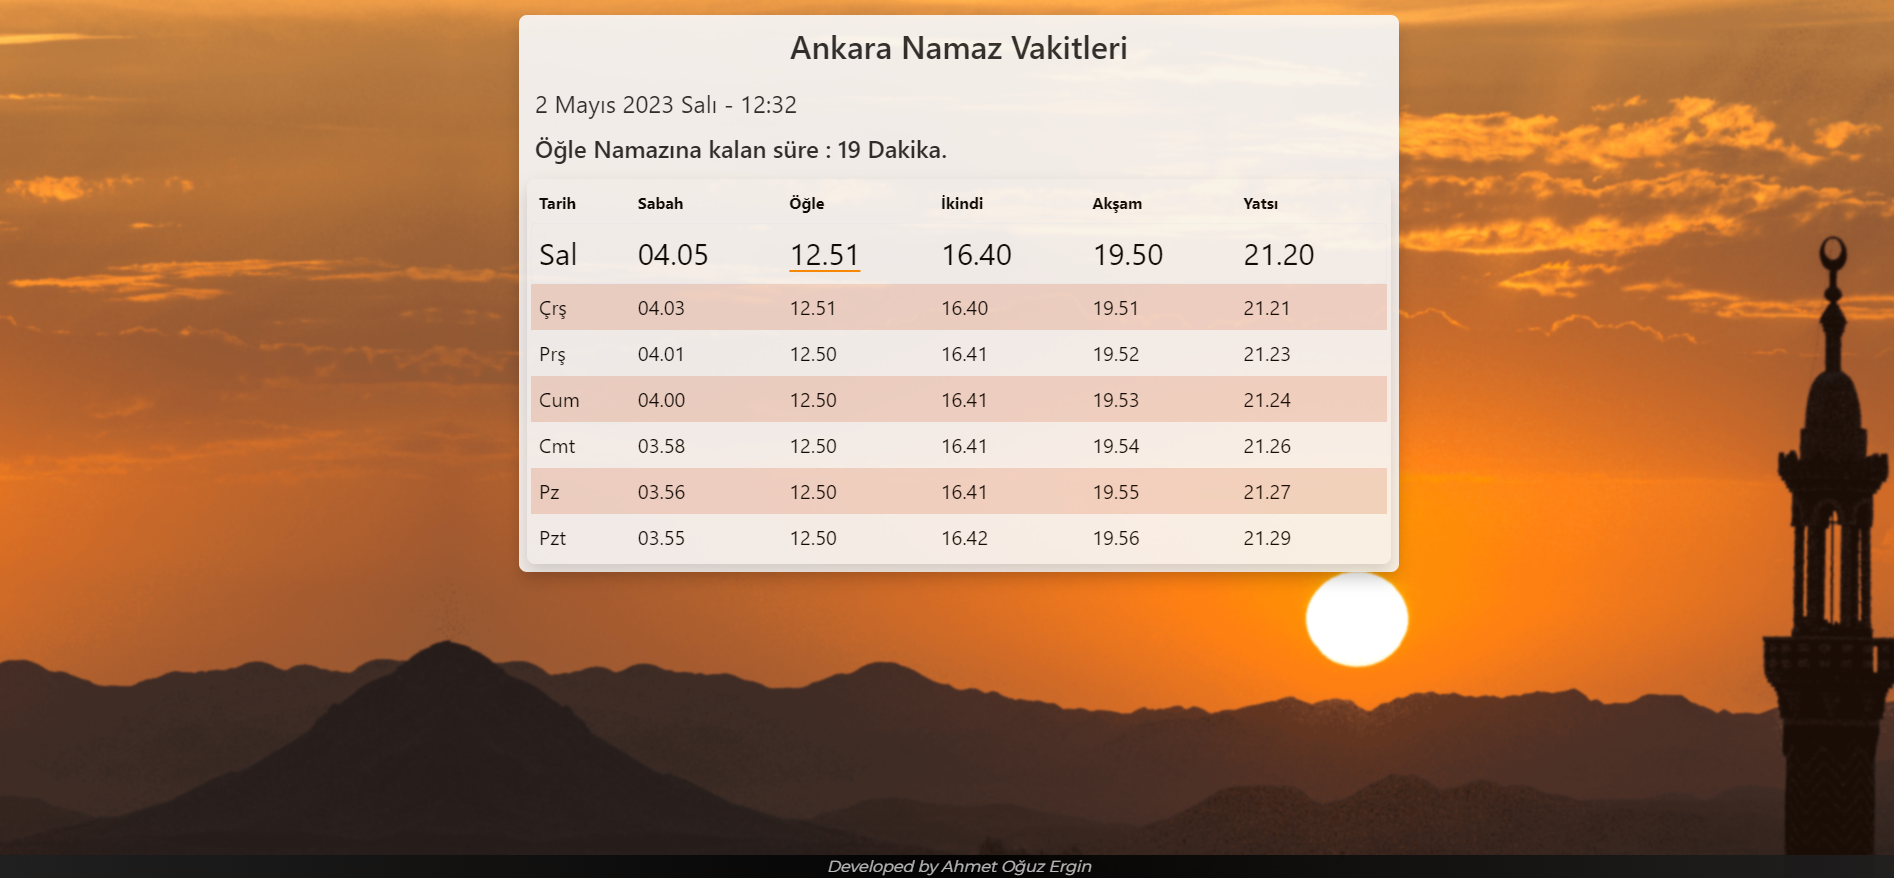 Ankara Namaz Vakitleri
2 Mayıs 2023 Salı - 12:32
Öğle Namazına kalan süre : 19 Dakika.
Tarih Sabah Öğle İkindi Akşam Yatsı
Sal 04.05 12.51 16.40 19.50 21.20
Çrş 04.03 12.51 16.40 19.51 21.21
Prş 04.01 12.50 16.41 19.52 21.23
Cum 04.00 12.50 16.41 19.53 21.24
Cmt 03.58 12.50 16.41 19.54 21.26
Pz 03.56 12.50 16.41 19.55 21.27
Pzt 03.55 12.50 16.42 19.56 21.29
Developed by Ahmet Oğuz Ergin